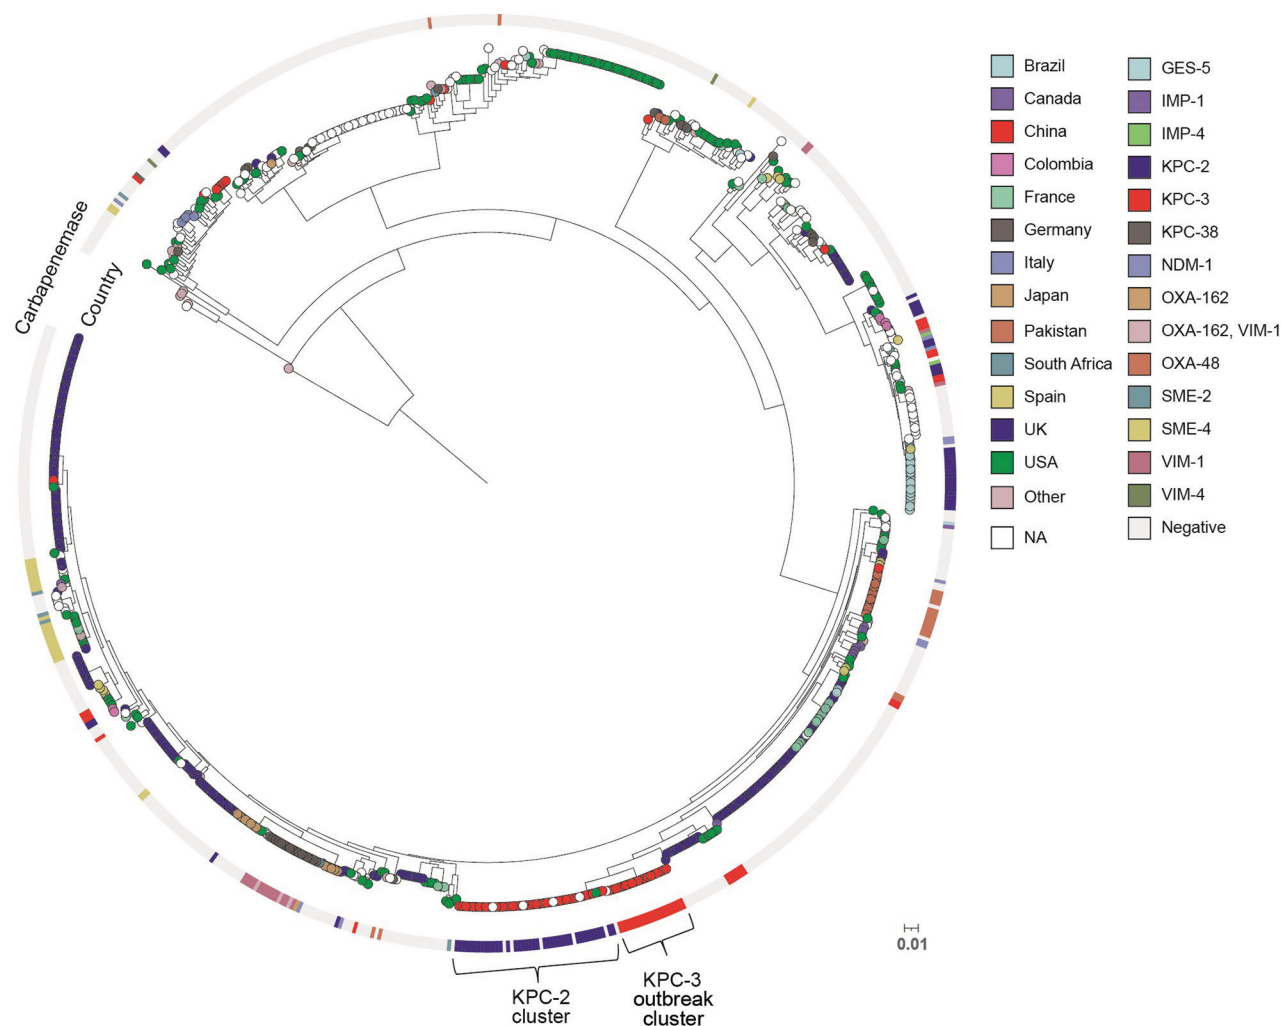 Carbapenemase
Country
Brazil
Canada
China
Colombia
France
Germany
Italy
Japan
Pakistan
South Africa
Spain
UK
USA
Other
NA
GES-5
IMP-1
IMP-4
KPC-2
KPC-3
KPC-38
NDM-1
OXA-162
OXA-162, VIM-1
OXA-48
SME-2
SME-4
VIM-1
VIM-4
Negative
0.01
KPC-2
cluster
KPC-3
outbreak
cluster